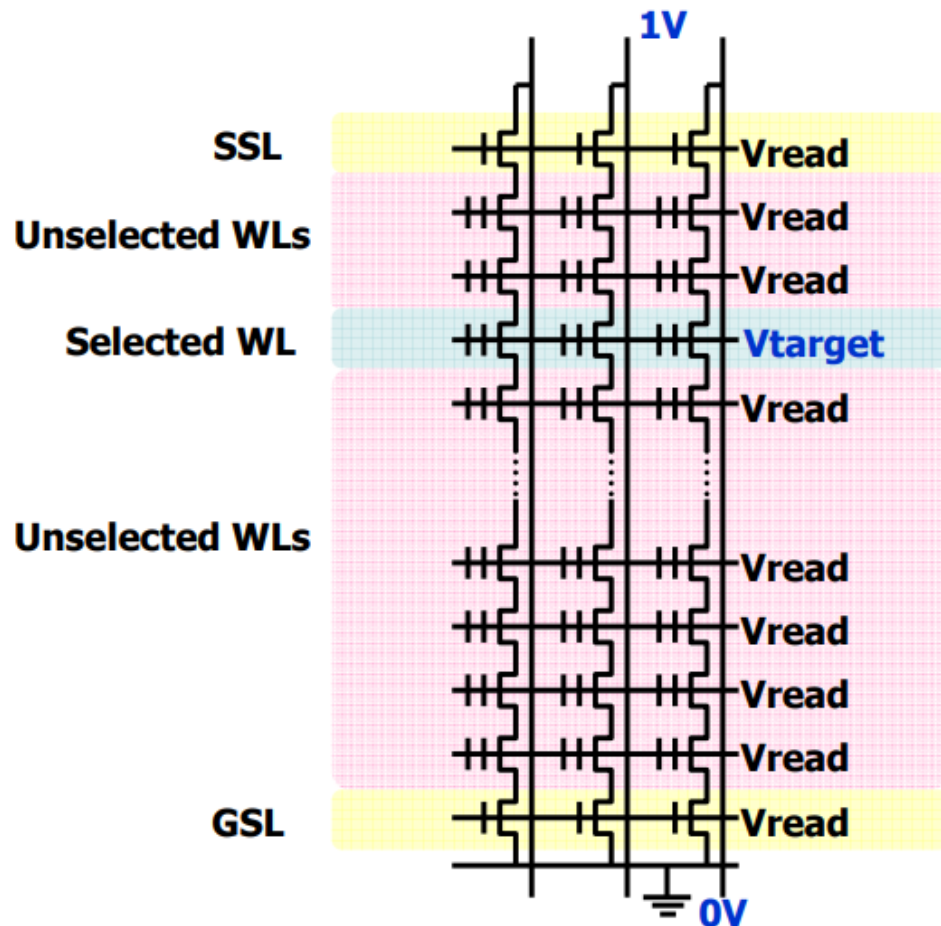 1V
SSL
Vread
Unselected WLs
Vread
Vread
Selected WL
Vtarget
Vread
Unselected WLs
Vread
Vread
Vread
Vread
GSL
Vread
0V